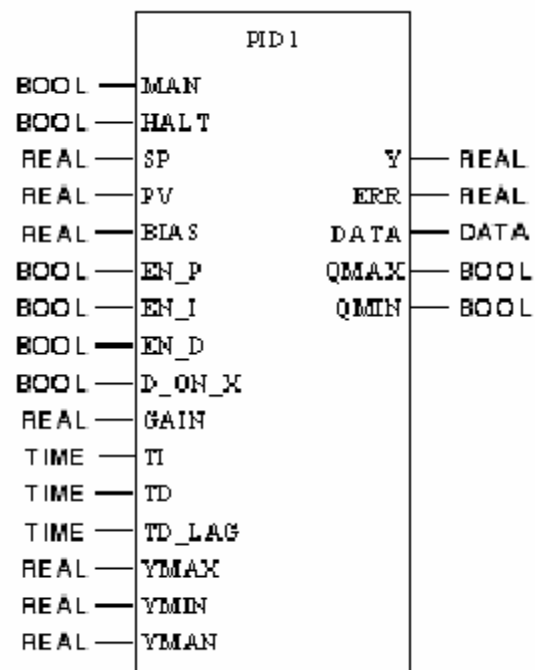 PID1
BOOL MAN
BOOL HALT
REAL SP Y REAL
REAL PV ERR REAL
REAL BIAS DATA DATA
BOOL EN_P QMAX BOOL
BOOL EN_I QMIN BOOL
BOOL EN_D
BOOL D_ON_X
REAL GAIN
TIME TI
TIME TD
TIME TD_LAG
REAL YMAX
REAL YMIN
REAL YMAN